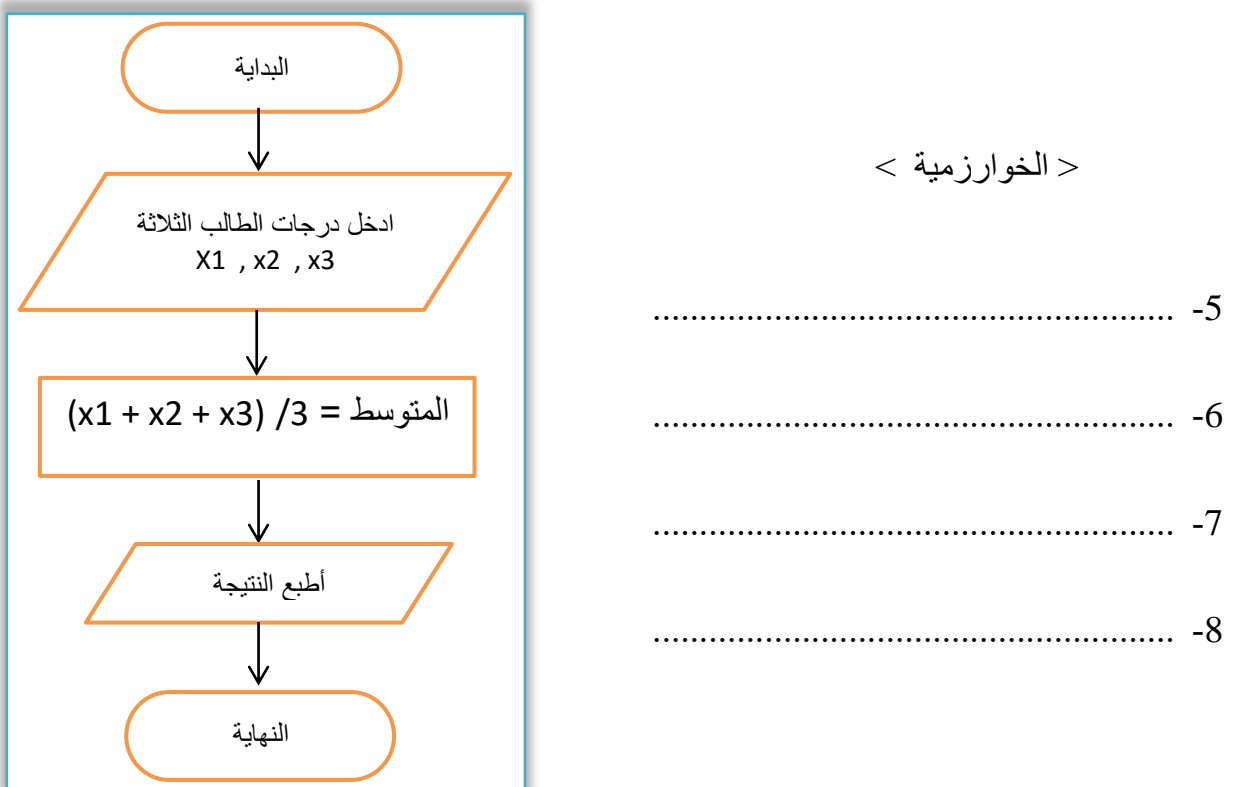 البداية
ادخل درجات الطالب الثلاثة
X1 , x2 , x3
المتوسط = (x1 + x2 + x3) /3
أطبع النتيجة
النهاية
< الخوارزمية >
5- ........................................................
6- ........................................................
7- ........................................................
8- ........................................................